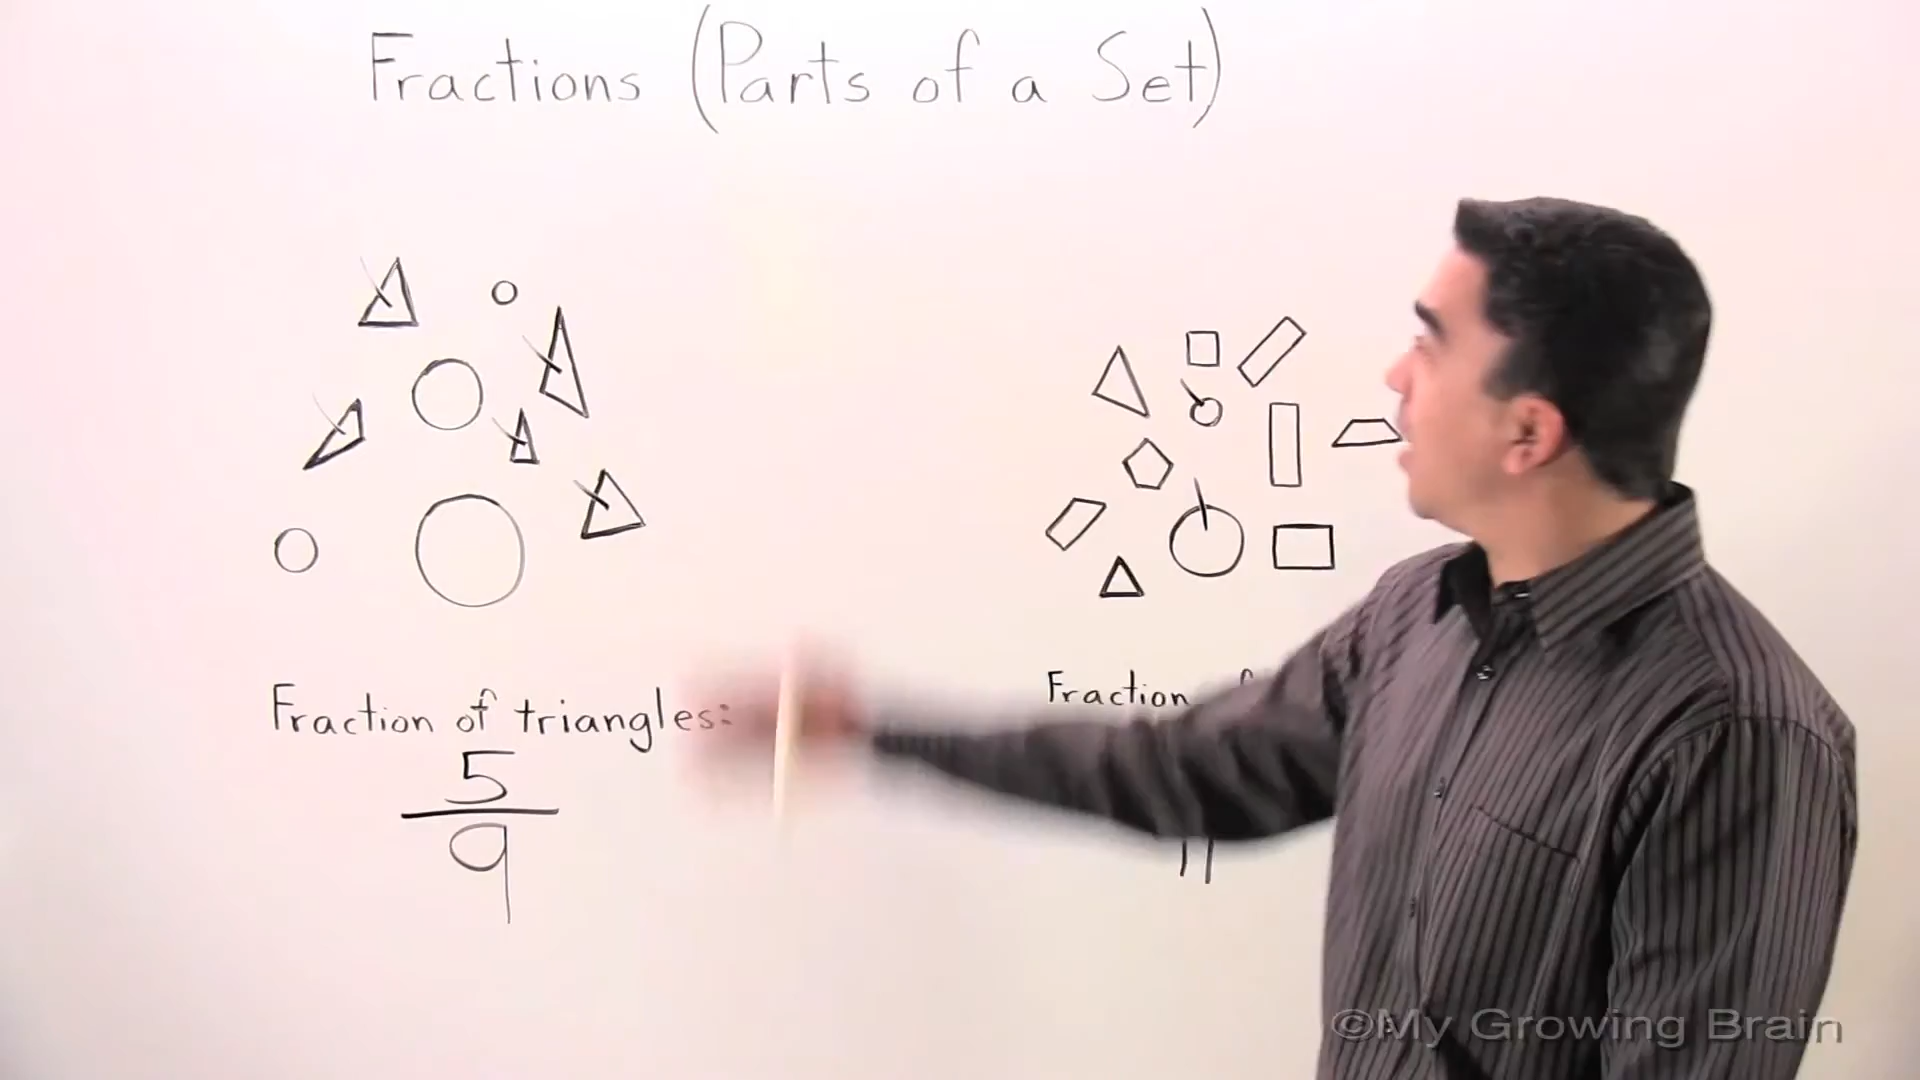 Fractions (Parts of a Set)
Fraction of triangles:
5
9
Fraction
11
©My Growing Brain